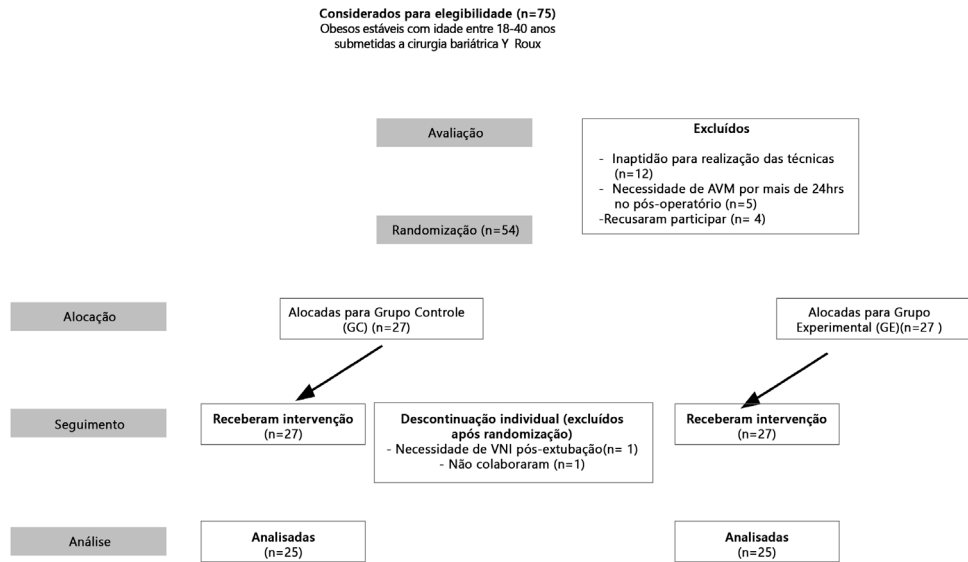 Considerados para elegibilidade (n=75)
Obesos estáveis com idade entre 18-40 anos
submetidas a cirurgia bariátrica Y Roux
Avaliação
Excluídos
- Inaptidão para realização das técnicas
(n=12)
- Necessidade de AVM por mais de 24hrs
no pós-operatório (n=5)
-Recusaram participar (n= 4)
Randomização (n=54)
Alocação
Alocadas para Grupo Controle
(GC) (n=27)
Alocadas para Grupo
Experimental (GE)(n=27 )
Seguimento
Receberam intervenção
(n=27)
Descontinuação individual (excluídos
após randomização)
- Necessidade de VNI pós-extubação(n= 1)
- Não colaboraram (n=1)
Receberam intervenção
(n=27)
Análise
Analisadas
(n=25)
Analisadas
(n=25)